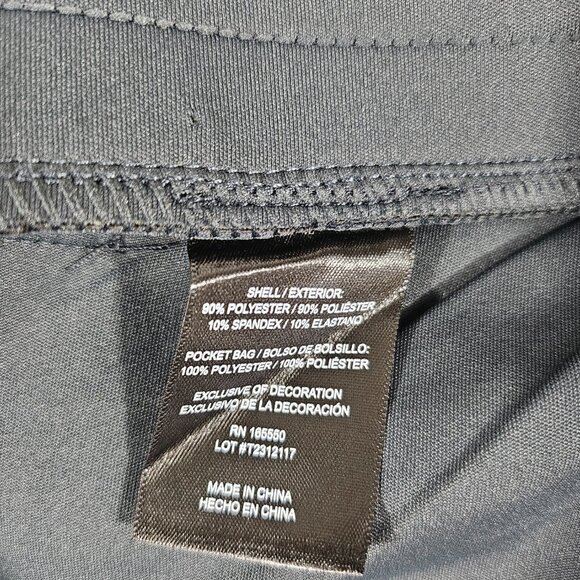 SHELL / EXTERIOR:
90% POLYESTER / 90% POLIÉSTER
10% SPANDEX / 10% ELASTANO
POCKET BAG / BOLSO DE BOLSILLO:
100% POLYESTER / 100% POLIÉSTER
EXCLUSIVE OF DECORATION
EXCLUSIVO DE LA DECORACIÓN
RN 165580
LOT #T2312117
MADE IN CHINA
HECHO EN CHINA